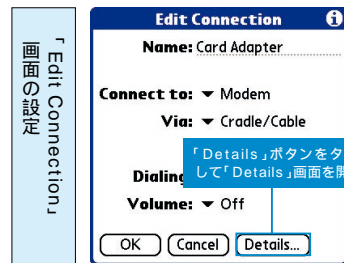 「Edit Connection」
画面の設定
Edit Connection
Name: Card Adapter
Connect to: Modem
Via: Cradle/Cable
「Details」ボタンをタ
して「Details」画面を開
Dialing
Volume: Off
OK Cancel Details...